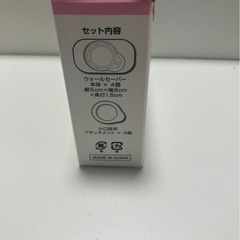 セット内容
ウォールセーバー
本体 × 4個
縦5cm×横8cm
×奥行1.5cm
小口径用
アタッチメント × 4個
MADE IN CHINA